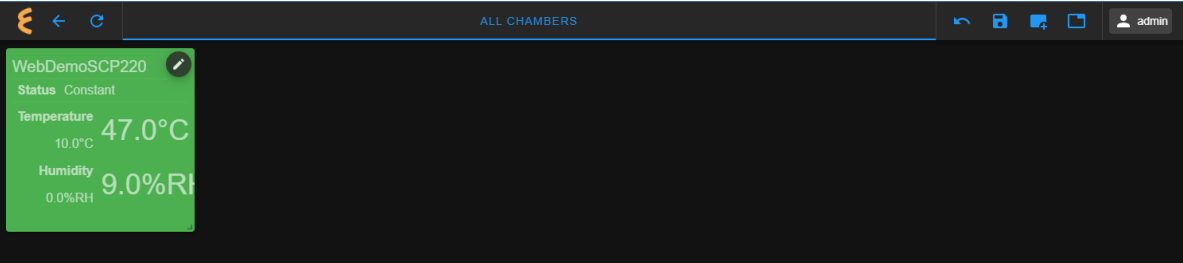 ALL CHAMBERS
admin
WebDemoSCP220
Status Constant
Temperature
47.0°C
10.0°C
Humidity
9.0%RH
0.0%RH